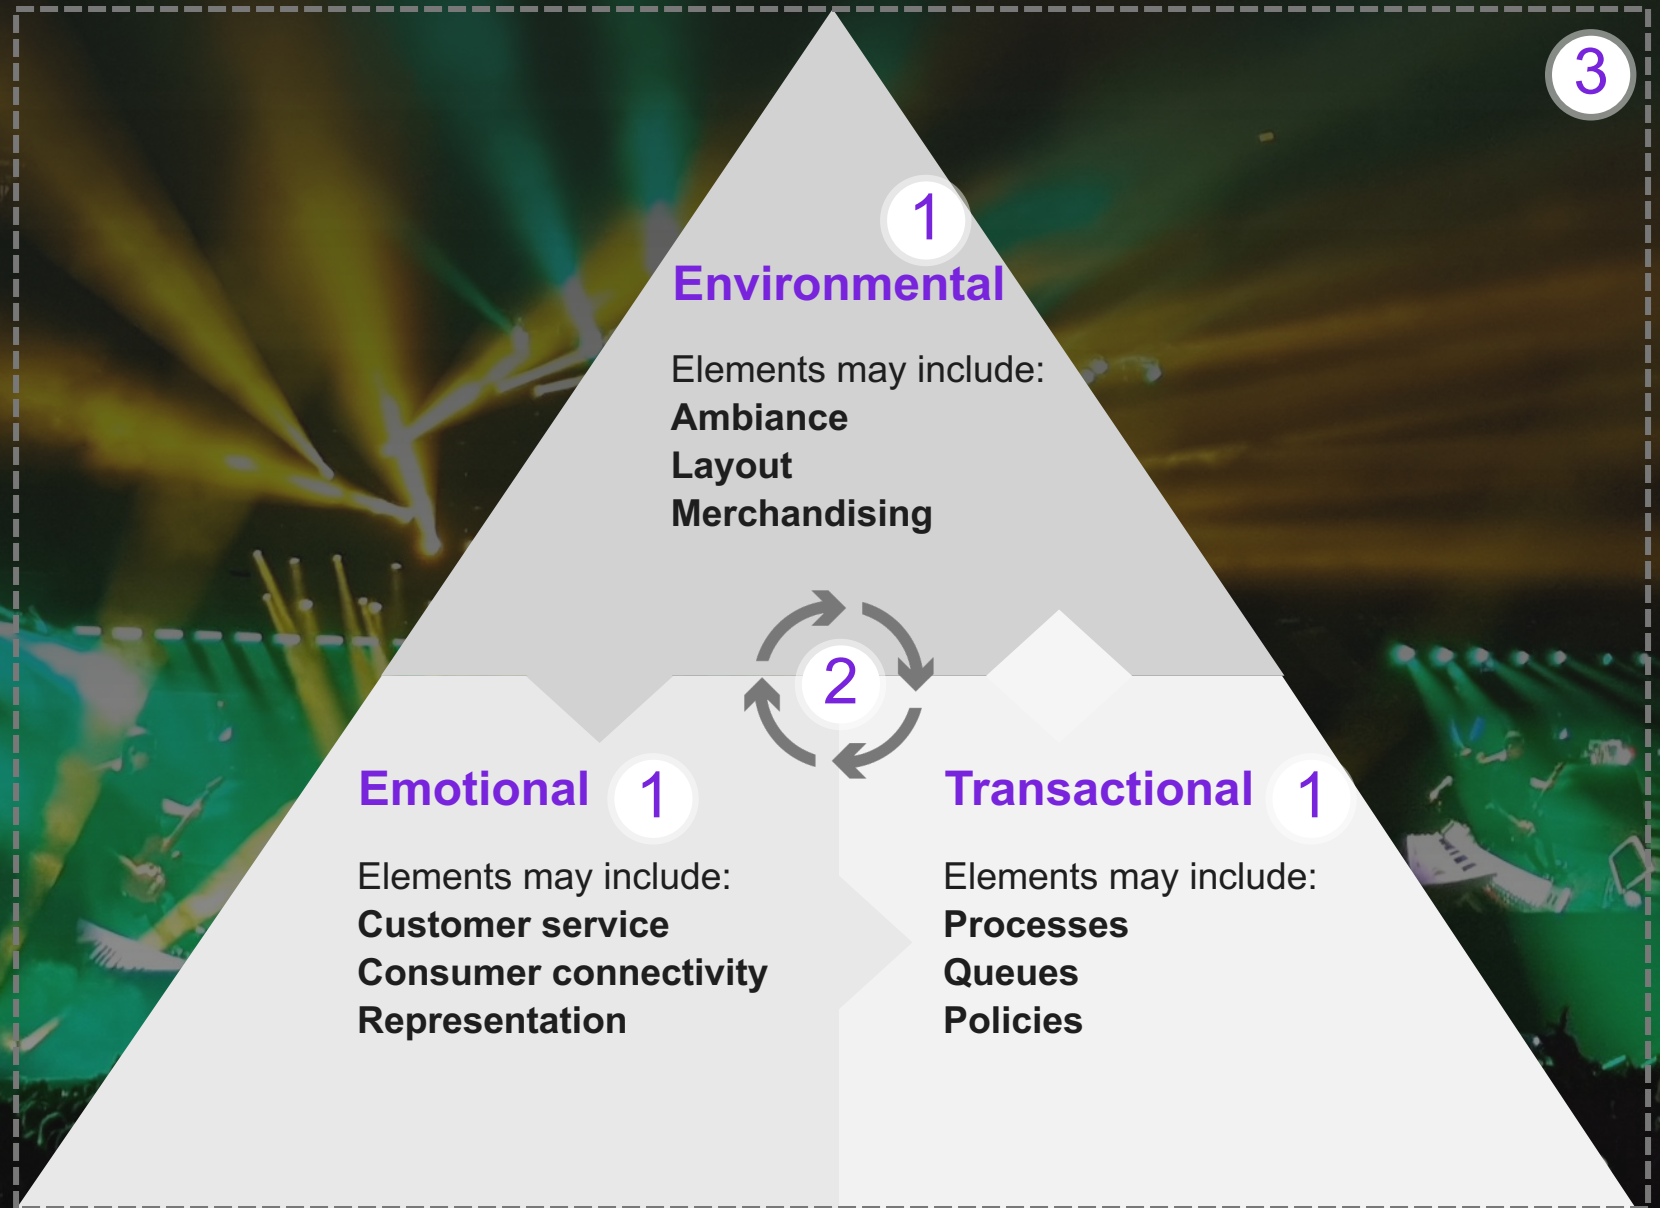 3
1
Environmental
Elements may include:
Ambiance
Layout
Merchandising
2
Emotional 1
Elements may include:
Customer service
Consumer connectivity
Representation
Transactional 1
Elements may include:
Processes
Queues
Policies